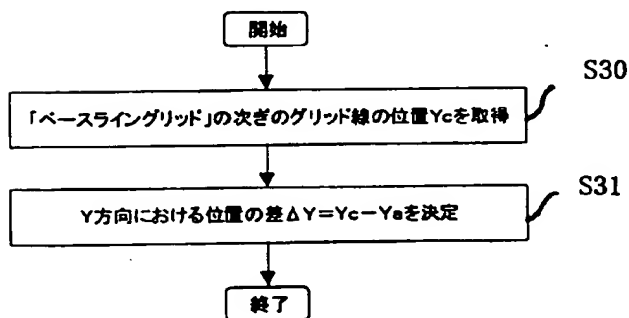 開始
S30
「ベースライングリッド」の次ぎのグリッド線の位置Ycを取得
S31
Y方向における位置の差ΔY=Yc-Yaを決定
終了